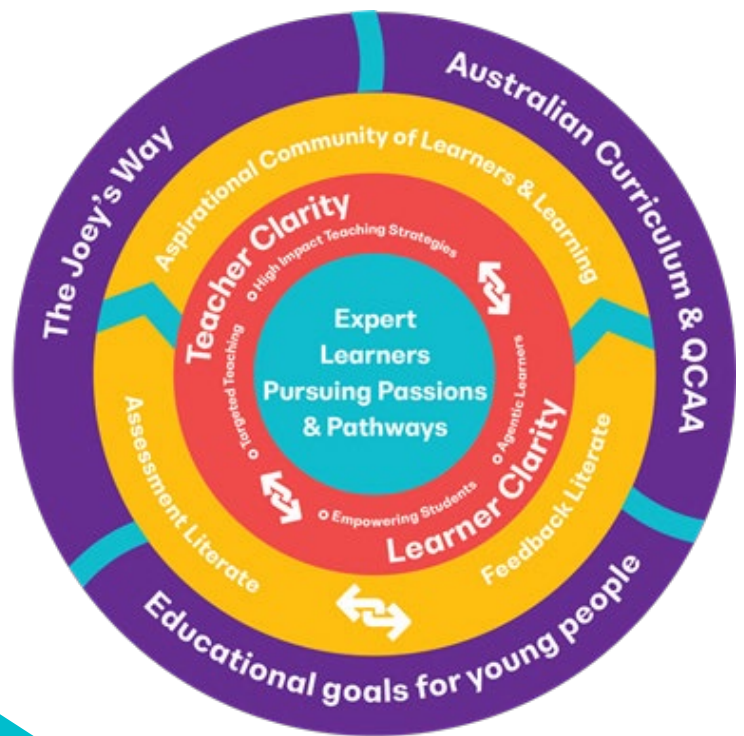 The Joey's Way
Australian Curriculum & QCAA
Educational goals for young people
Aspirational Community of Learners & Learning
Assessment Literate
Feedback Literate
Teacher Clarity
High Impact Teaching Strategies
Targeted Teaching
Learner Clarity
Agentic Learners
Empowering Students
Expert
Learners
Pursuing Passions
& Pathways